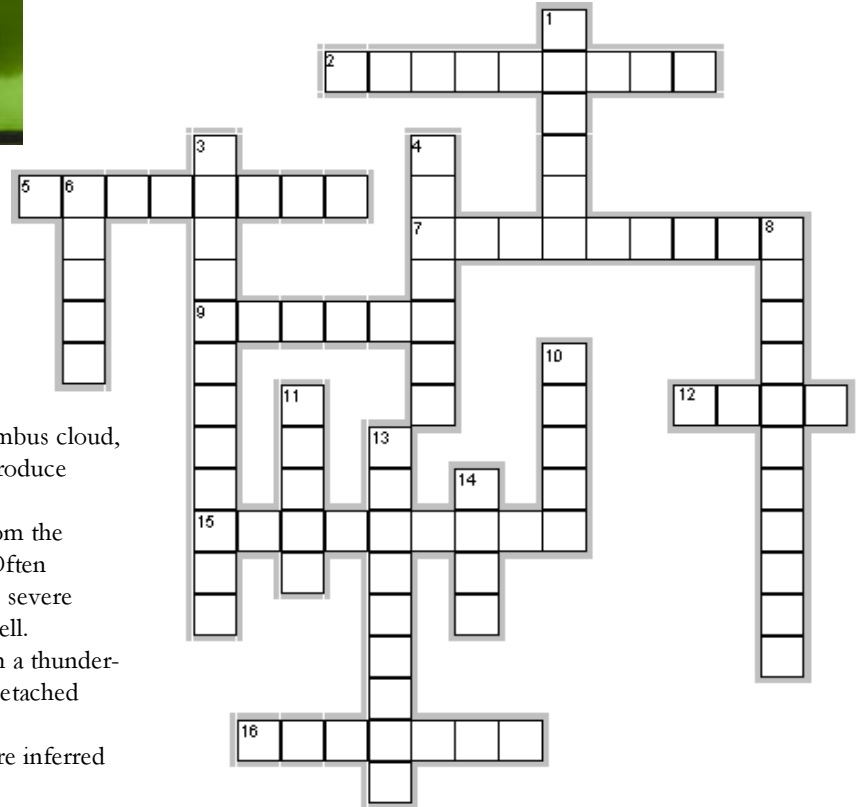 1
2
3
4
5
6
7
8
9
10
11
12
mbus cloud,
roduce
13
14
om the
15
Often
severe
ell.
n a thunder-
etached
16
re inferred